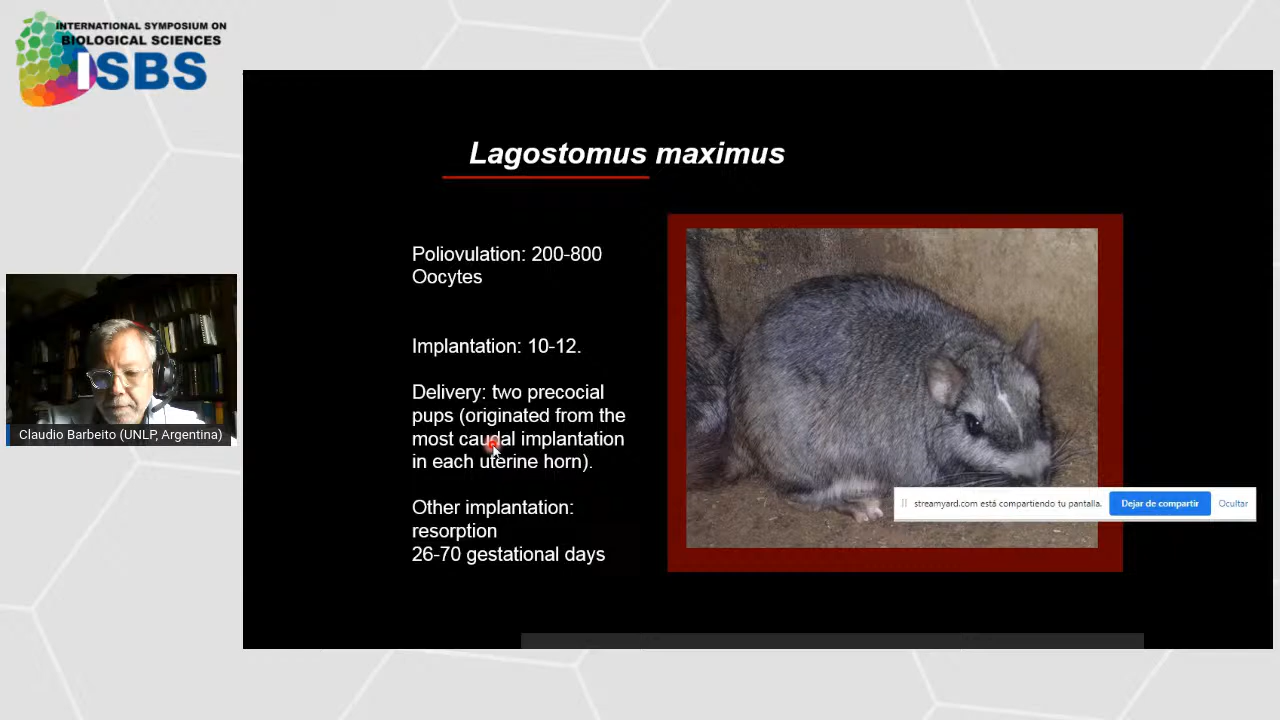 INTERNATIONAL SYMPOSIUM ON
BIOLOGICAL SCIENCES
ISBS
Lagostomus maximus
Poliovulation: 200-800
Oocytes
Implantation: 10-12.
Delivery: two precocial
pups (originated from the
most caudal implantation
in each uterine horn).
Other implantation:
resorption
26-70 gestational days
Claudio Barbeito (UNLP, Argentina)
streamyard.com está compartiendo tu pantalla.
Dejar de compartir
Ocultar